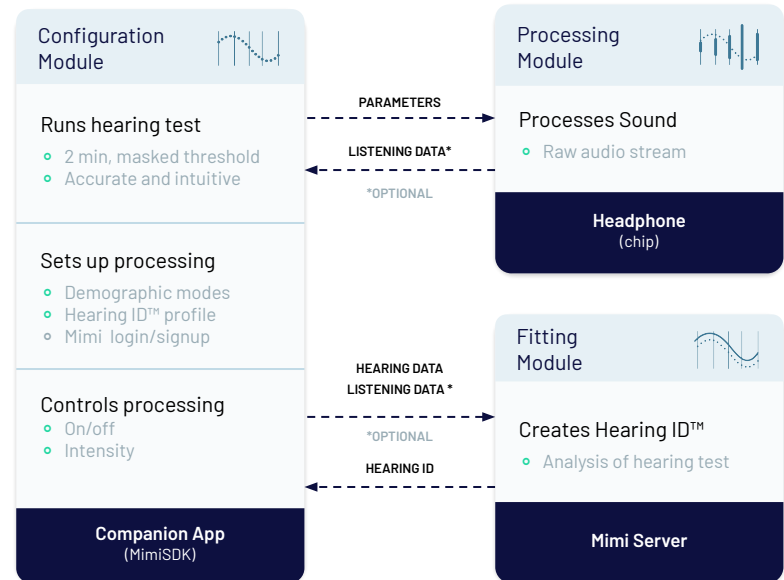 Configuration
Module
Runs hearing test
2 min, masked threshold
Accurate and intuitive
Sets up processing
Demographic modes
Hearing ID™ profile
Mimi login/signup
Controls processing
On/off
Intensity
Companion App
(MimiSDK)
PARAMETERS
LISTENING DATA*
*OPTIONAL
HEARING DATA
LISTENING DATA *
*OPTIONAL
HEARING ID
Processing
Module
Processes Sound
Raw audio stream
Headphone
(chip)
Fitting
Module
Creates Hearing ID™
Analysis of hearing test
Mimi Server